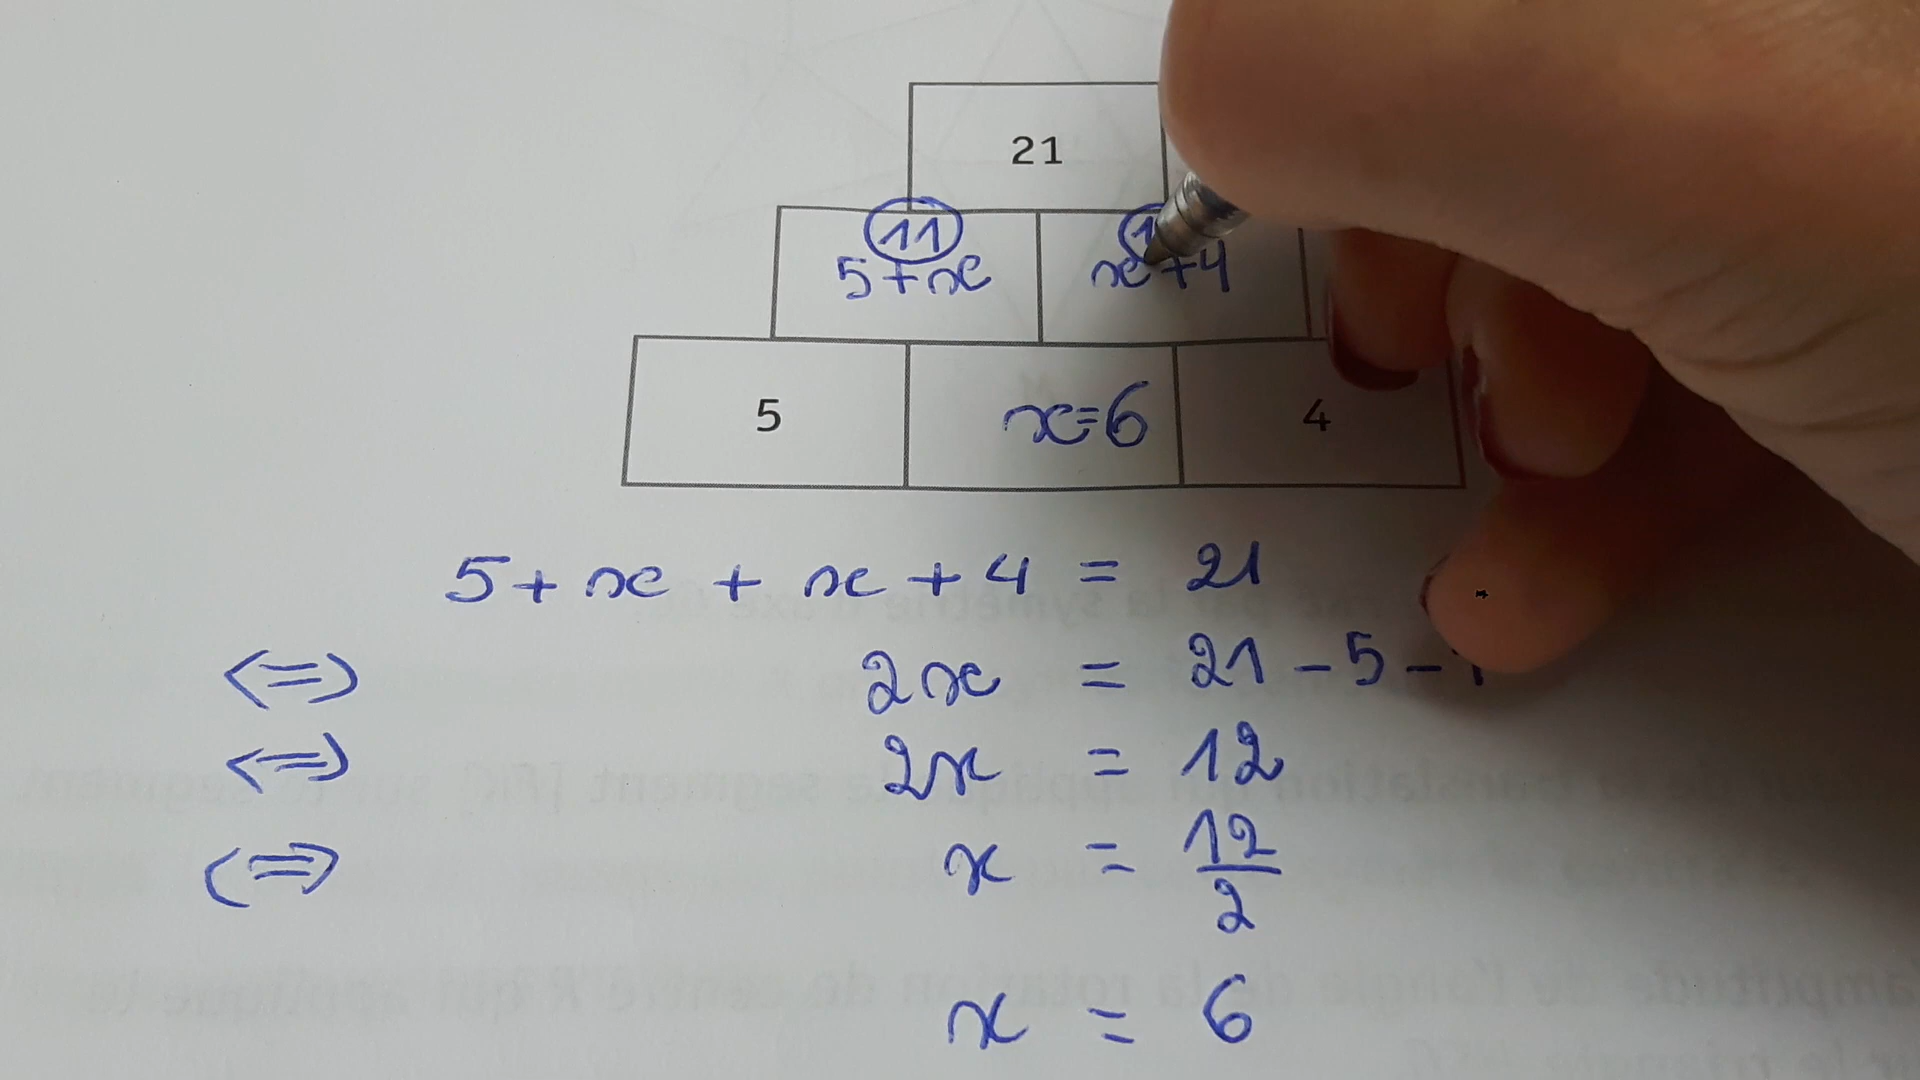 21
11
5+x x+4
5 x=6 4
5 + x + x + 4 = 21
<=> 2x = 21 - 5 -
<=> 2x = 12
<=> x = 12/2
x = 6